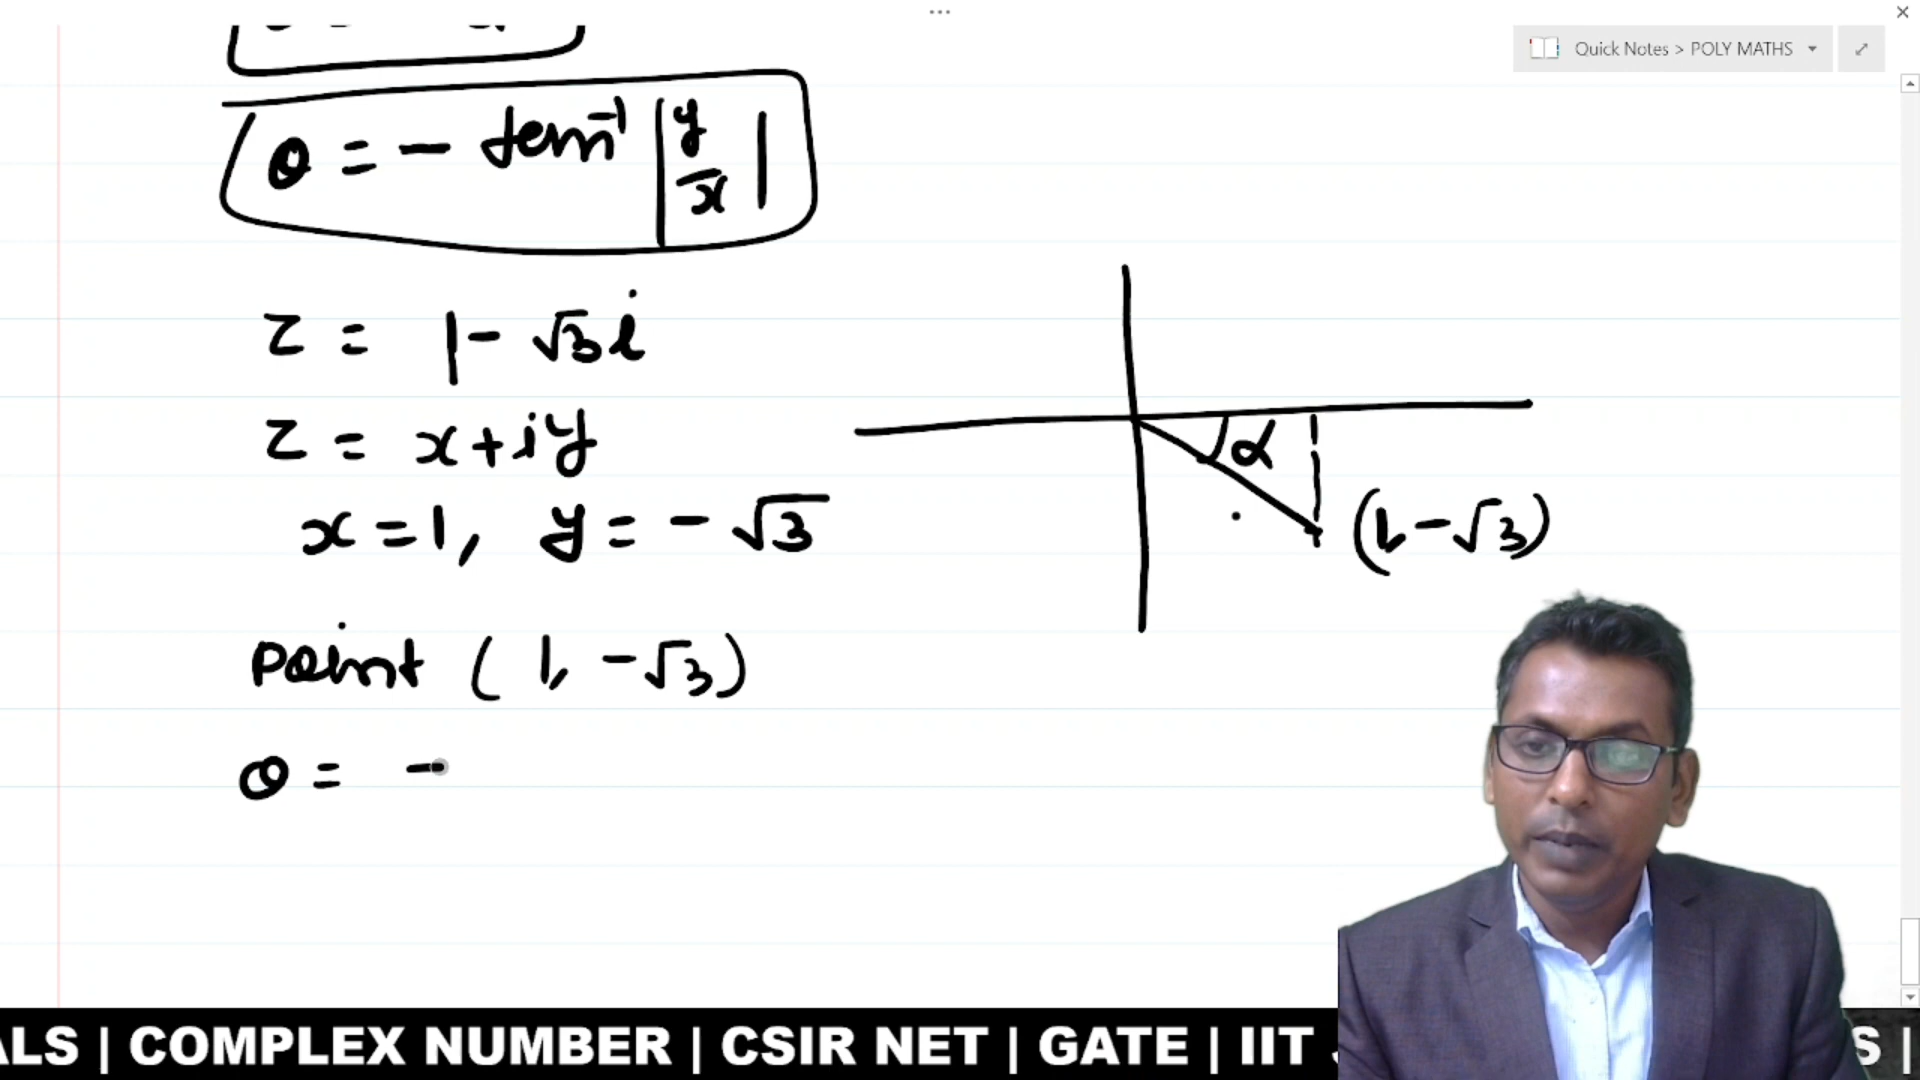 Quick Notes > POLY MATHS
θ = - tan⁻¹ |y/x|
z = 1 - √3 i
z = x + iy
x = 1, y = - √3
α
(1, -√3)
Point (1, -√3)
θ = -
ALS | COMPLEX NUMBER | CSIR NET | GATE | IIT
S |